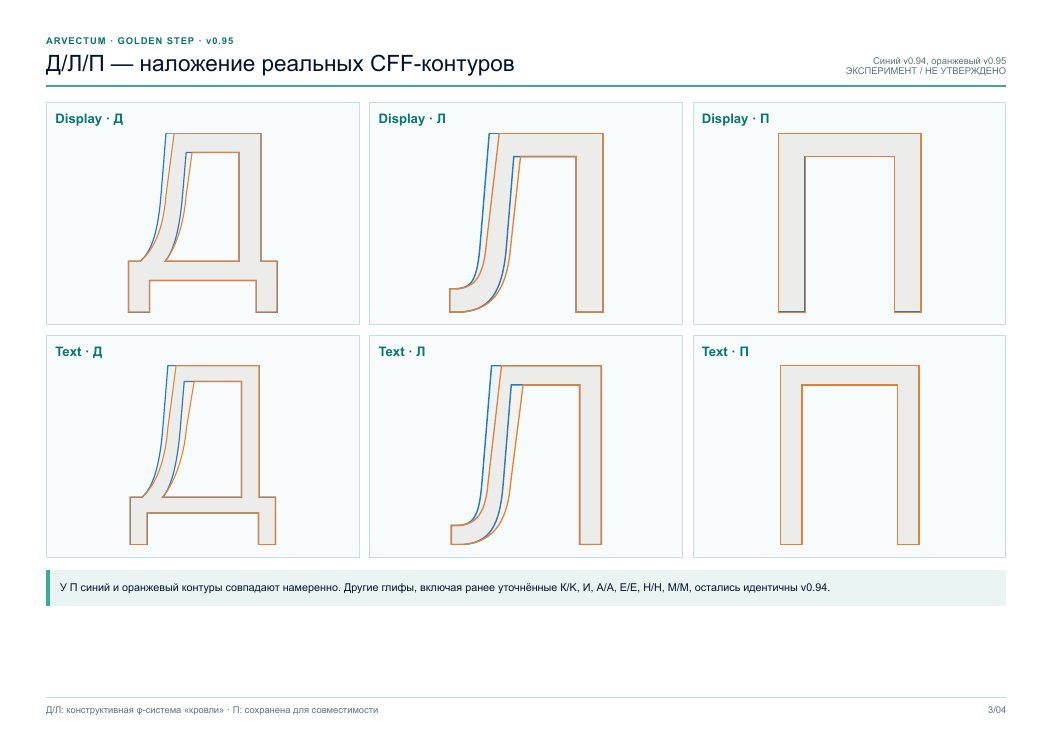 ARVECTUM · GOLDEN STEP · v0.95
Д/Л/П — наложение реальных CFF-контуров
Синий v0.94, оранжевый v0.95
ЭКСПЕРИМЕНТ / НЕ УТВЕРЖДЕНО
Display · Д
Display · Л
Display · П
Text · Д
Text · Л
Text · П
У П синий и оранжевый контуры совпадают намеренно. Другие глифы, включая ранее уточнённые К/K, И, А/A, Е/E, Н/H, М/M, остались идентичны v0.94.
Д/Л: конструктивная φ-система «кровли» · П: сохранена для совместимости
3/04